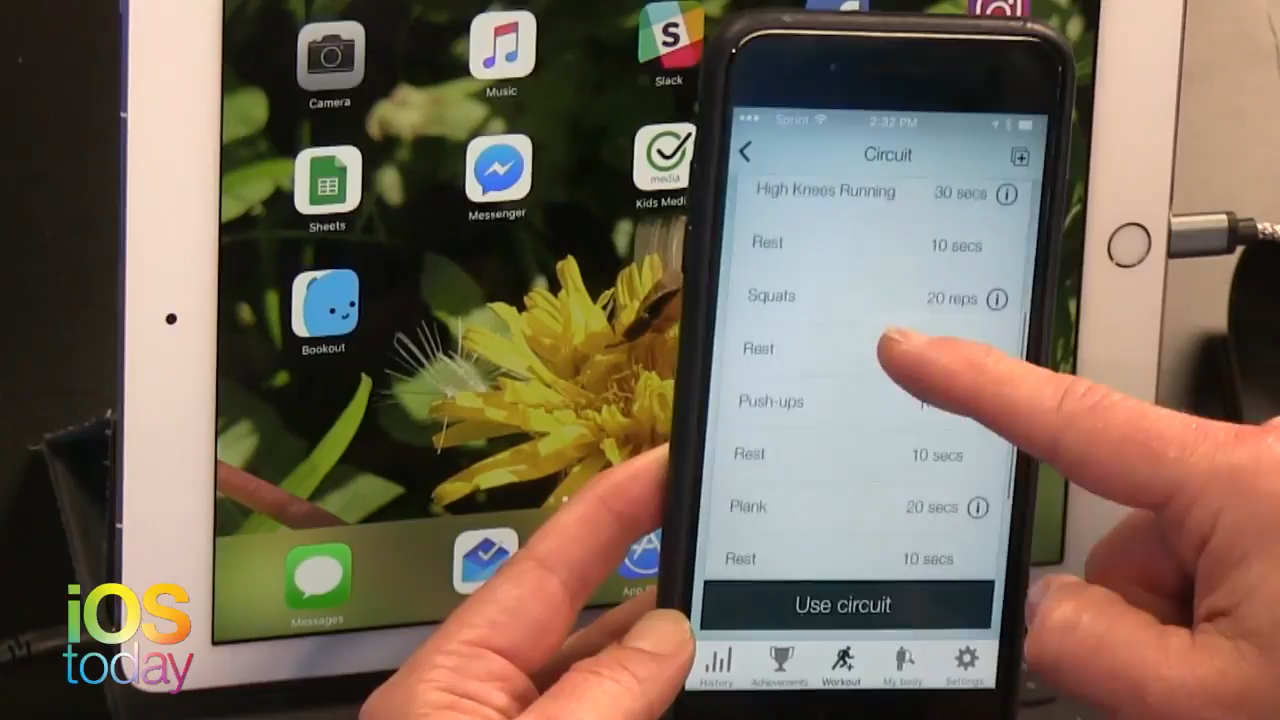 Camera
Music
S
Slack
Sheets
Messenger
media
Kids Medi
Bookout
Messages
Sprint
2:32 PM
Circuit
High Knees Running 30 secs
Rest 10 secs
Squats 20 reps
Rest
Push-ups
Rest 10 secs
Plank 20 secs
Rest 10 secs
Use circuit
History
Achievements
Workout
My body
Settings
iOS
today